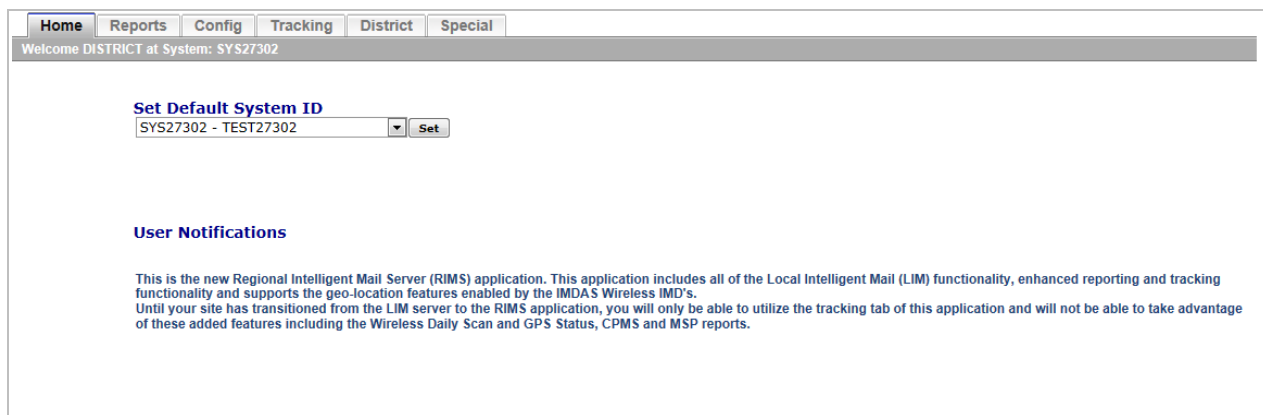 Home Reports Config Tracking District Special
Welcome DISTRICT at System: SYS27302
Set Default System ID
SYS27302 - TEST27302 Set
User Notifications
This is the new Regional Intelligent Mail Server (RIMS) application. This application includes all of the Local Intelligent Mail (LIM) functionality, enhanced reporting and tracking
functionality and supports the geo-location features enabled by the IMDAS Wireless IMD's.
Until your site has transitioned from the LIM server to the RIMS application, you will only be able to utilize the tracking tab of this application and will not be able to take advantage
of these added features including the Wireless Daily Scan and GPS Status, CPMS and MSP reports.